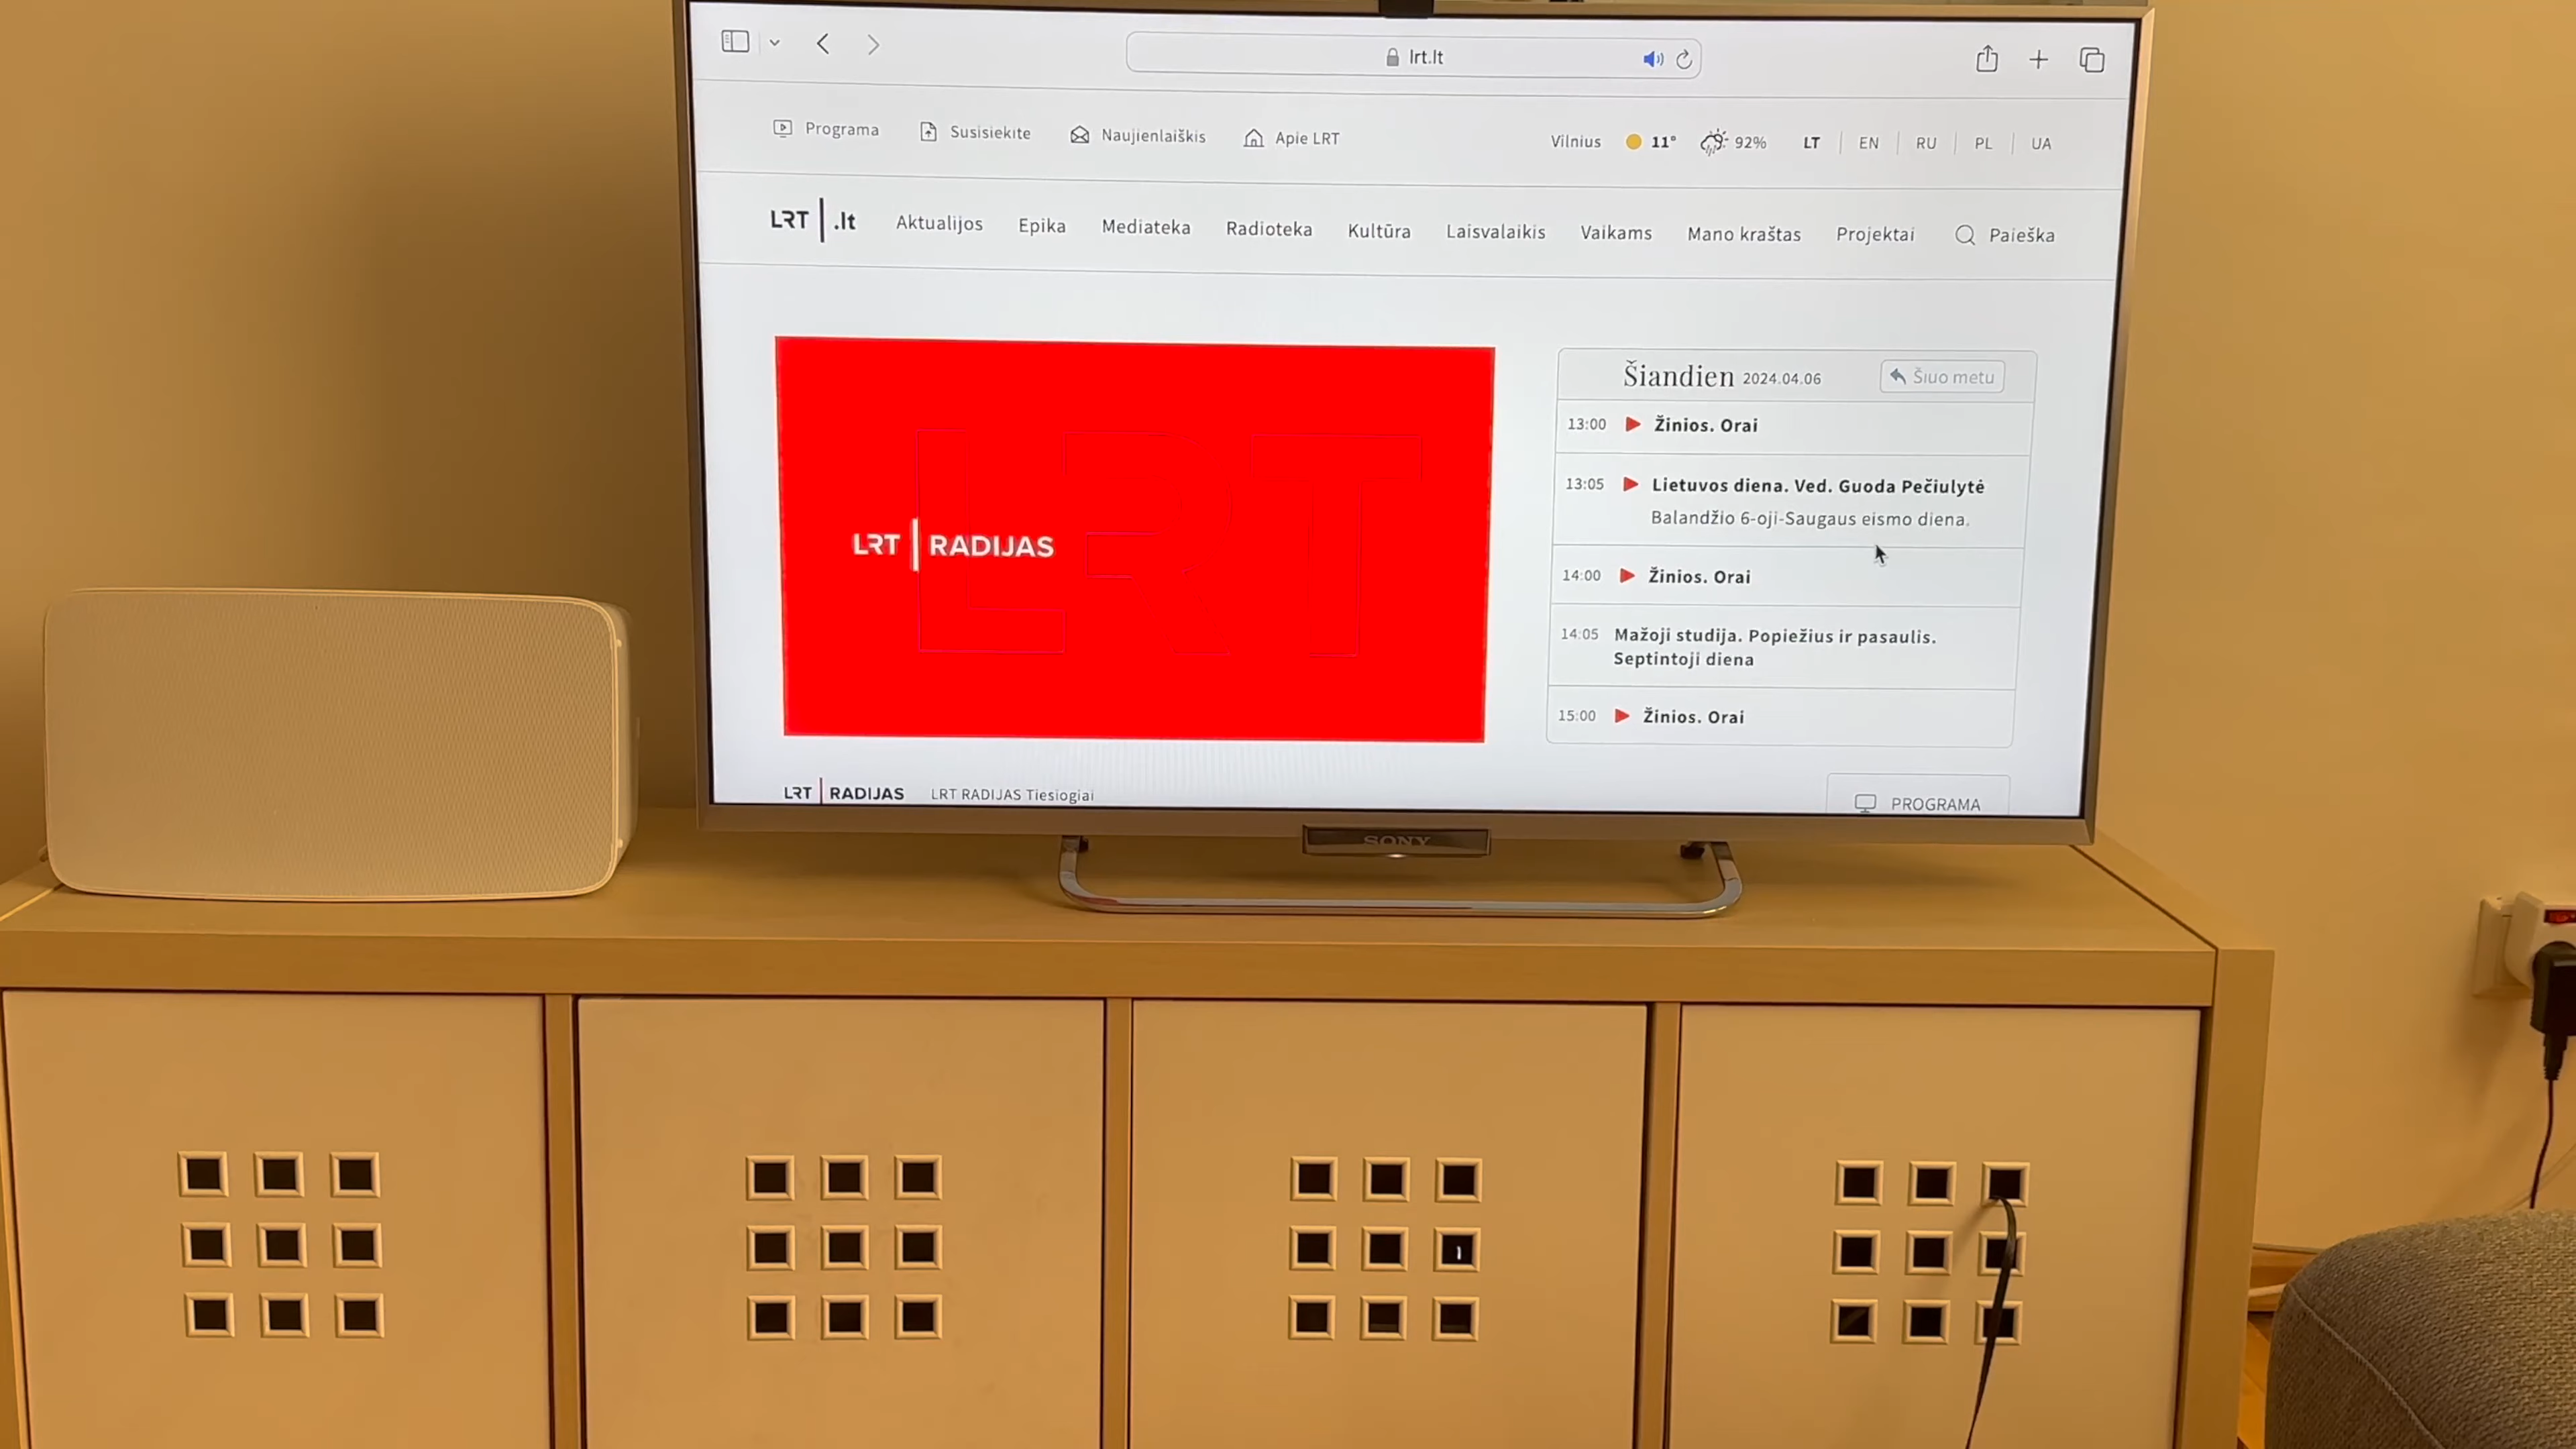 lrt.lt
Programa Susisiekite Naujienlaiškis Apie LRT Vilnius 11° 92% LT EN RU PL UA
LRT .lt Aktualijos Epika Mediateka Radioteka Kultūra Laisvalaikis Vaikams Mano kraštas Projektai Paieška
LRT
LRT RADIJAS
Šiandien 2024.04.06 Šiuo metu
13:00 Žinios. Orai
13:05 Lietuvos diena. Ved. Guoda Pečiulytė
Balandžio 6-oji-Saugaus eismo diena.
14:00 Žinios. Orai
14:05 Mažoji studija. Popiežius ir pasaulis.
Septintoji diena
15:00 Žinios. Orai
LRT RADIJAS LRT RADIJAS Tiesiogiai
PROGRAMA
SONY